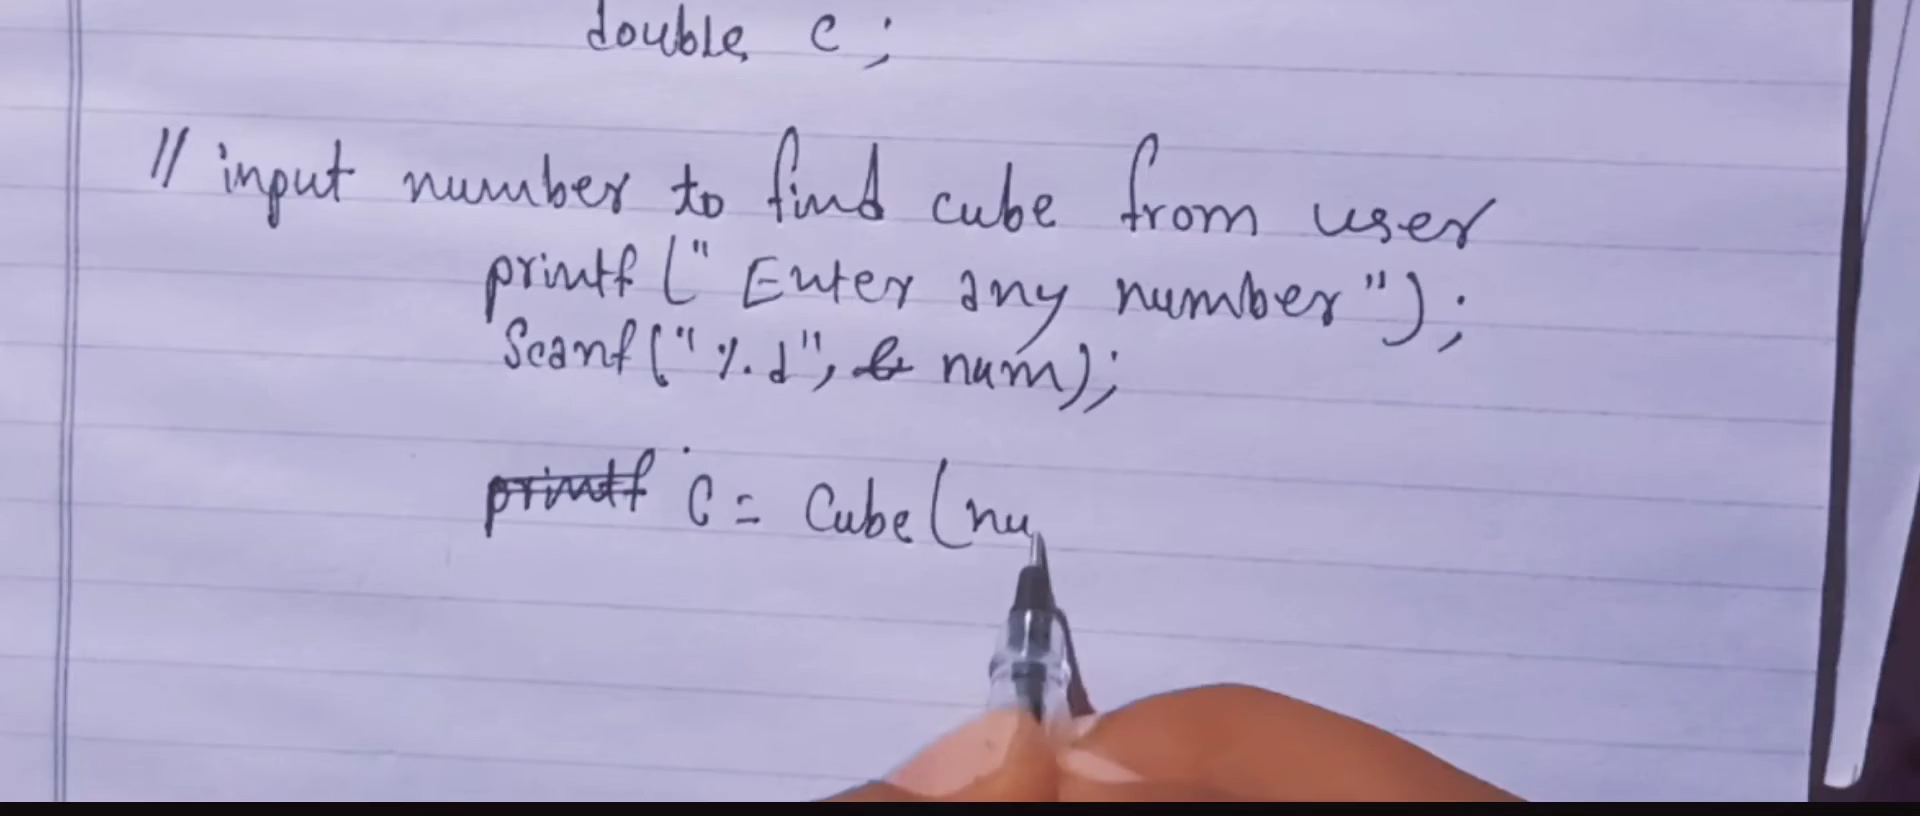 double c;
// input number to find cube from user
printf (" Enter any number");
Scanf ("%d", & num);
printf C = Cube (nu